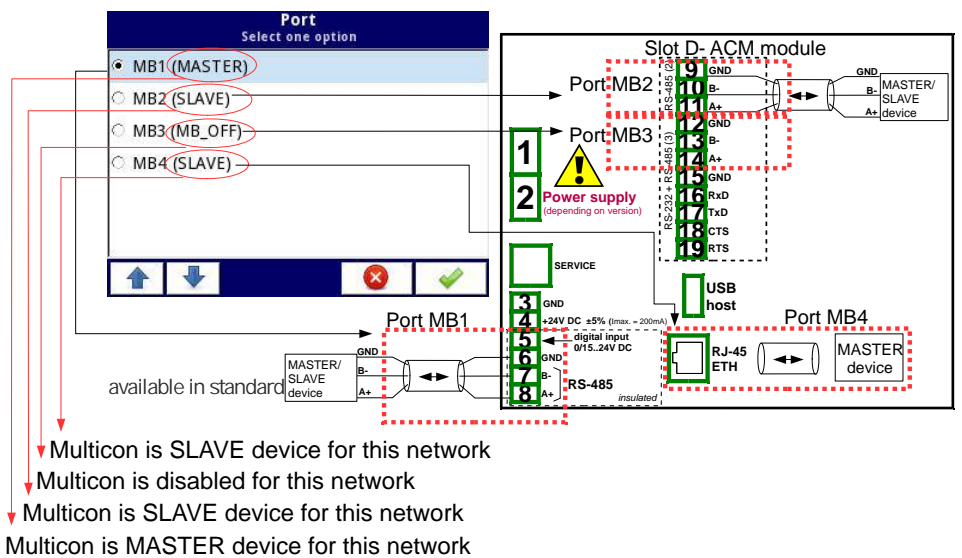 Port
Select one option
MB1 (MASTER)
MB2 (SLAVE)
MB3 (MB_OFF)
MB4 (SLAVE)
Slot D- ACM module
Port MB2
RS-485 (2)
9 GND
10 B-
11 A+
GND
B-
A+
MASTER/
SLAVE
device
Port MB3
RS-232 + RS-485 (3)
12 GND
13 B-
14 A+
15 GND
16 RxD
17 TxD
18 CTS
19 RTS
1
2
Power supply
(depending on version)
SERVICE
USB
host
3 GND
4 +24V DC ±5% (Imax. = 200mA)
5 digital input
0/15..24V DC
6 GND
7 B-
8 A+
RS-485
insulated
Port MB1
MASTER/
SLAVE
device
GND
B-
A+
available in standard
Port MB4
RJ-45
ETH
MASTER
device
Multicon is SLAVE device for this network
Multicon is disabled for this network
Multicon is SLAVE device for this network
Multicon is MASTER device for this network